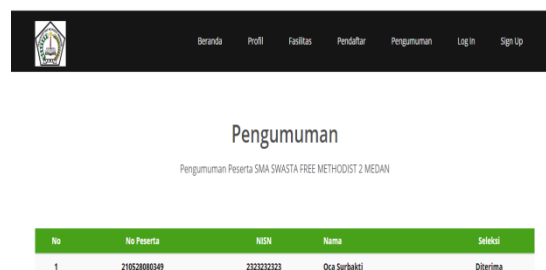 Beranda Profil Fasilitas Pendaftar Pengumuman Log In Sign Up
Pengumuman
Pengumuman Peserta SMA SWASTA FREE METHODIST 2 MEDAN
No No Peserta NISN Nama Seleksi
1 210528080349 2323232323 Oca Surbakti Diterima